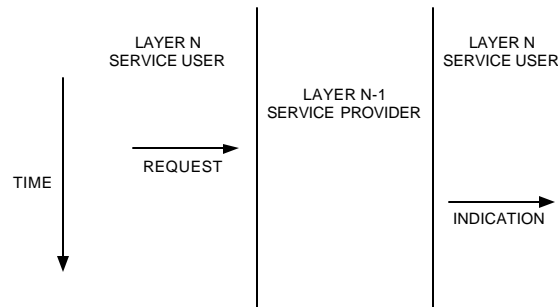 LAYER N
SERVICE USER
LAYER N-1
SERVICE PROVIDER
LAYER N
SERVICE USER
REQUEST
TIME
INDICATION